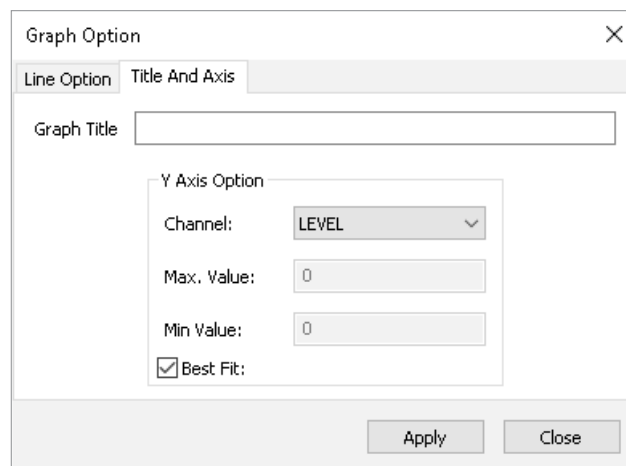 Graph Option
Line Option Title And Axis
Graph Title
Y Axis Option
Channel: LEVEL
Max. Value: 0
Min Value: 0
Best Fit:
Apply Close